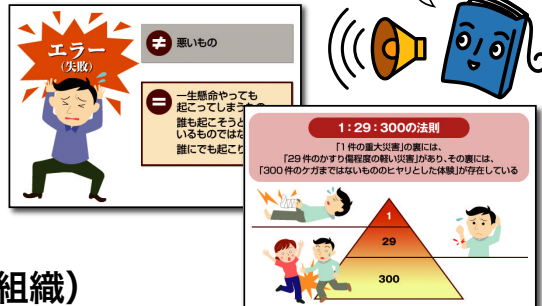 エラー
(失敗)
≠
悪いもの
=
一生懸命やっても
起こってしまうもの
誰も起こそうと
いるものではな
誰にでも起こり
1:29:300の法則
「1件の重大災害」の裏には、
「29件のかすり傷程度の軽い災害」があり、その裏には、
「300件のケガまではないもののヒヤリとした体験」が存在している
1
29
300
組織）